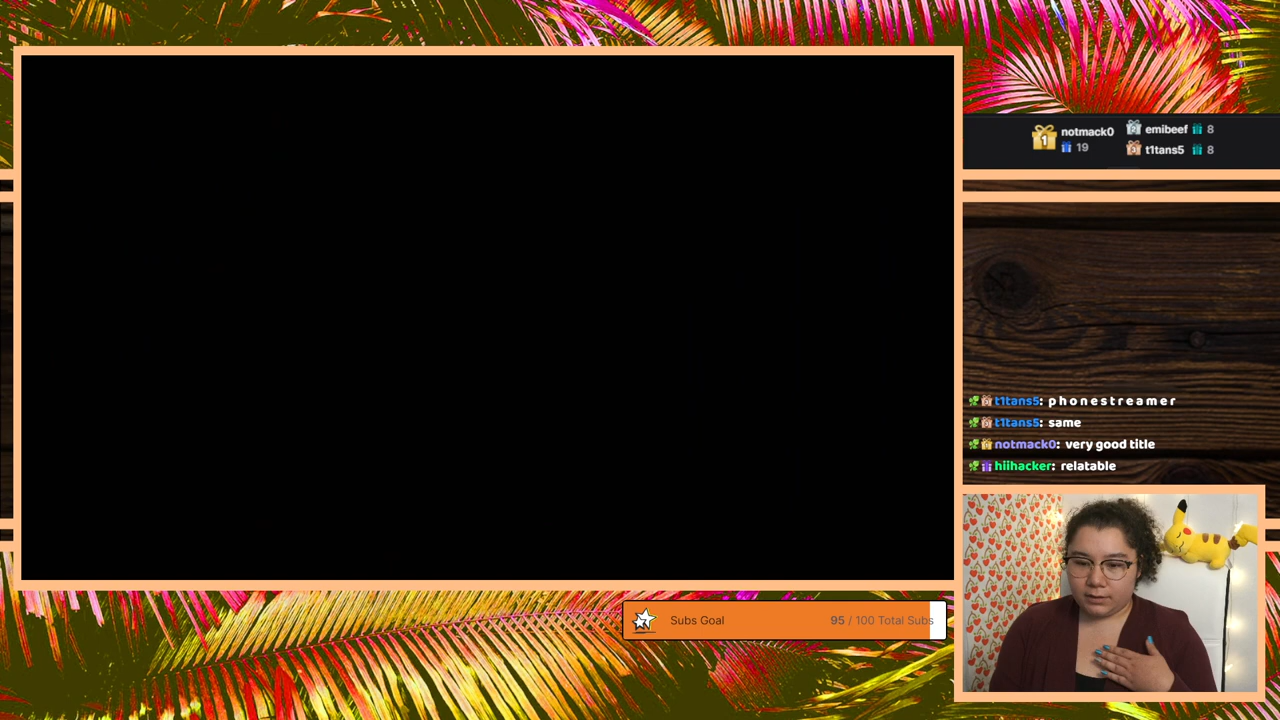 notmack0
19
emibeef 8
t1tans5 8
t1tans5: p h o n e s t r e a m e r
t1tans5: same
notmack0: very good title
hiihacker: relatable
Subs Goal 95 / 100 Total Subs